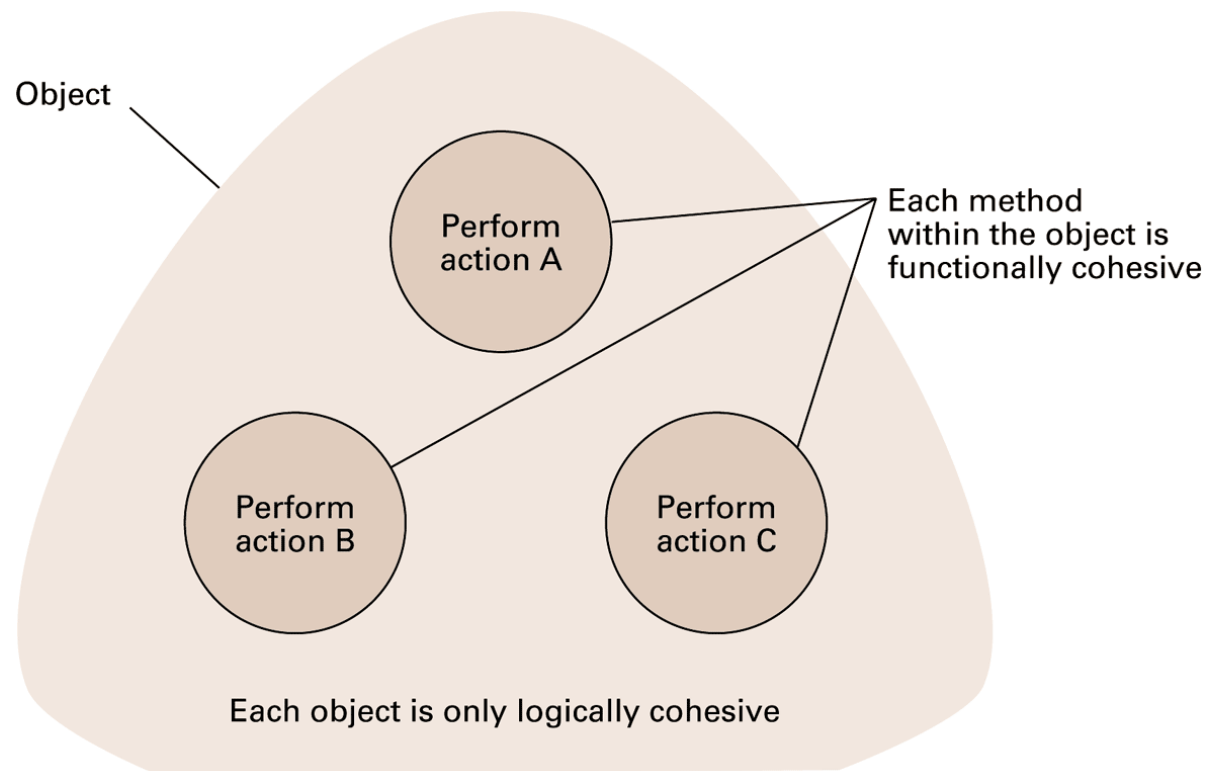 Object
Perform
action A
Each method
within the object is
functionally cohesive
Perform
action B
Perform
action C
Each object is only logically cohesive